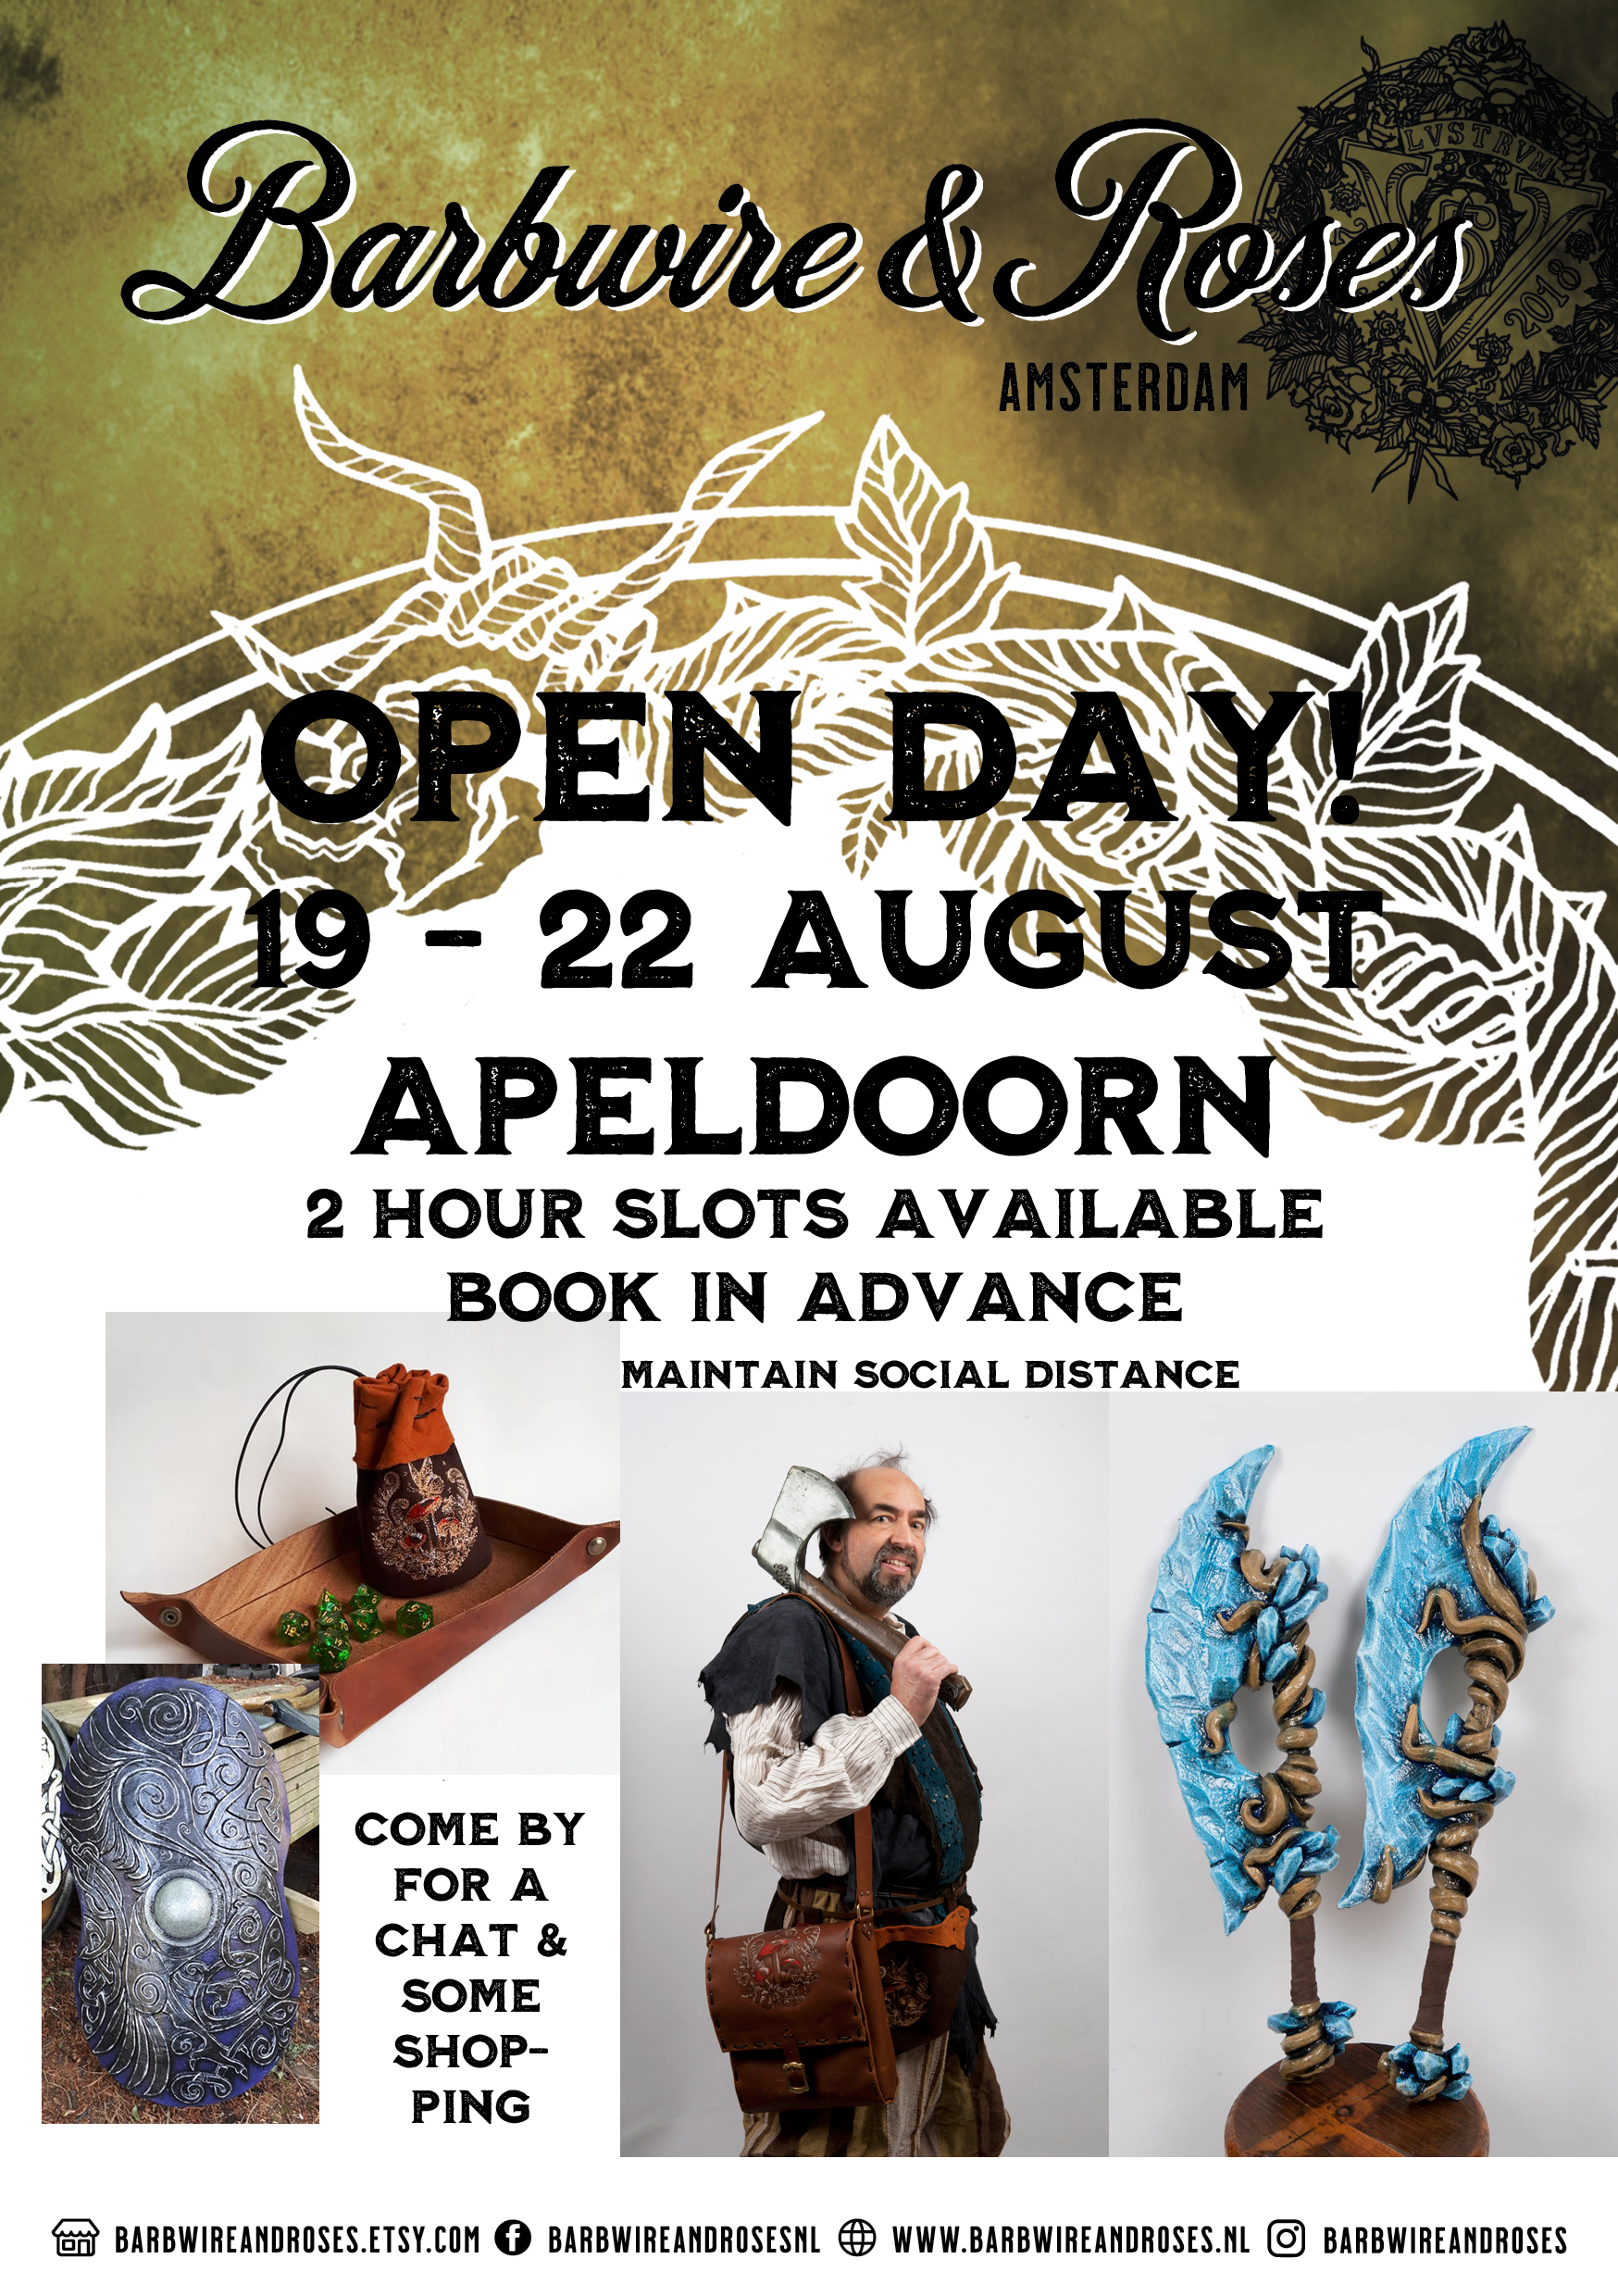 LVSTRVM
B&R
2018
Barbwire & Roses
AMSTERDAM
OPEN DAY!
19 - 22 AUGUST
APELDOORN
2 HOUR SLOTS AVAILABLE
BOOK IN ADVANCE
MAINTAIN SOCIAL DISTANCE
COME BY
FOR A
CHAT &
SOME
SHOP-
PING
BARBWIREANDROSES.ETSY.COM BARBWIREANDROSESNL WWW.BARBWIREANDROSES.NL BARBWIREANDROSES